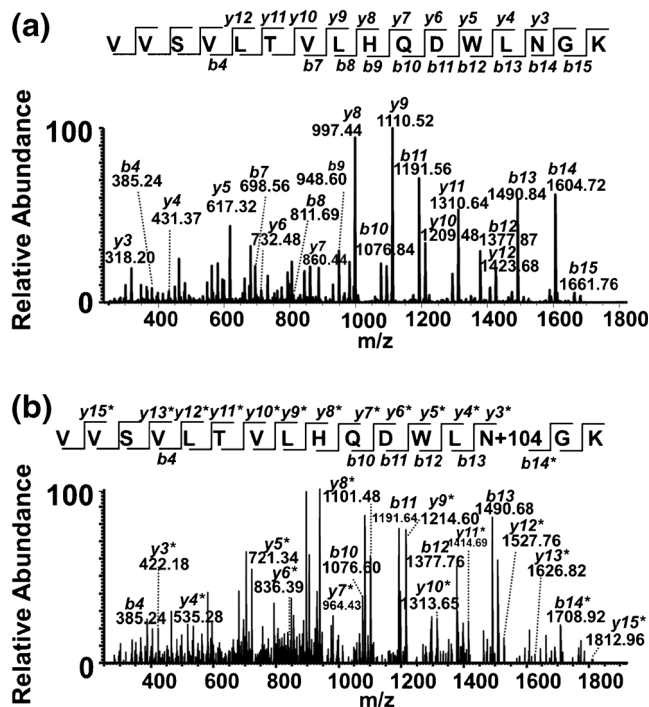 (a)
y12 y11 y10 y9 y8 y7 y6 y5 y4 y3
V V S V L T V L H Q D W L N G K
b4 b7 b8 b9 b10 b11 b12 b13 b14 b15
Relative Abundance
100
0
y3
318.20
b4
385.24
y4
431.37
y5
617.32
b7
698.56
y6
732.48
b8
811.69
y7
860.44
b9
948.60
y8
997.44
b10
1076.84
y9
1110.52
b11
1191.56
y10
1209.48
y11
1310.64
b12
1377.87
y12
1423.68
b13
1490.84
b14
1604.72
b15
1661.76
400 600 800 1000 1200 1400 1600 1800
m/z
(b)
y15* y13* y12* y11* y10* y9* y8* y7* y6* y5* y4* y3*
V V S V L T V L H Q D W L N+104 G K
b4 b10 b11 b12 b13 b14*
Relative Abundance
100
0
b4
385.24
y3*
422.18
y4*
535.28
y5*
721.34
y6*
836.39
y7*
964.43
b10
1076.60
y8*
1101.48
b11
1191.64
y9*
1214.60
y10*
1313.65
b12
1377.76
y11*
1414.69
b13
1490.68
y12*
1527.76
y13*
1626.82
b14*
1708.92
y15*
1812.96
400 600 800 1000 1200 1400 1600 1800
m/z